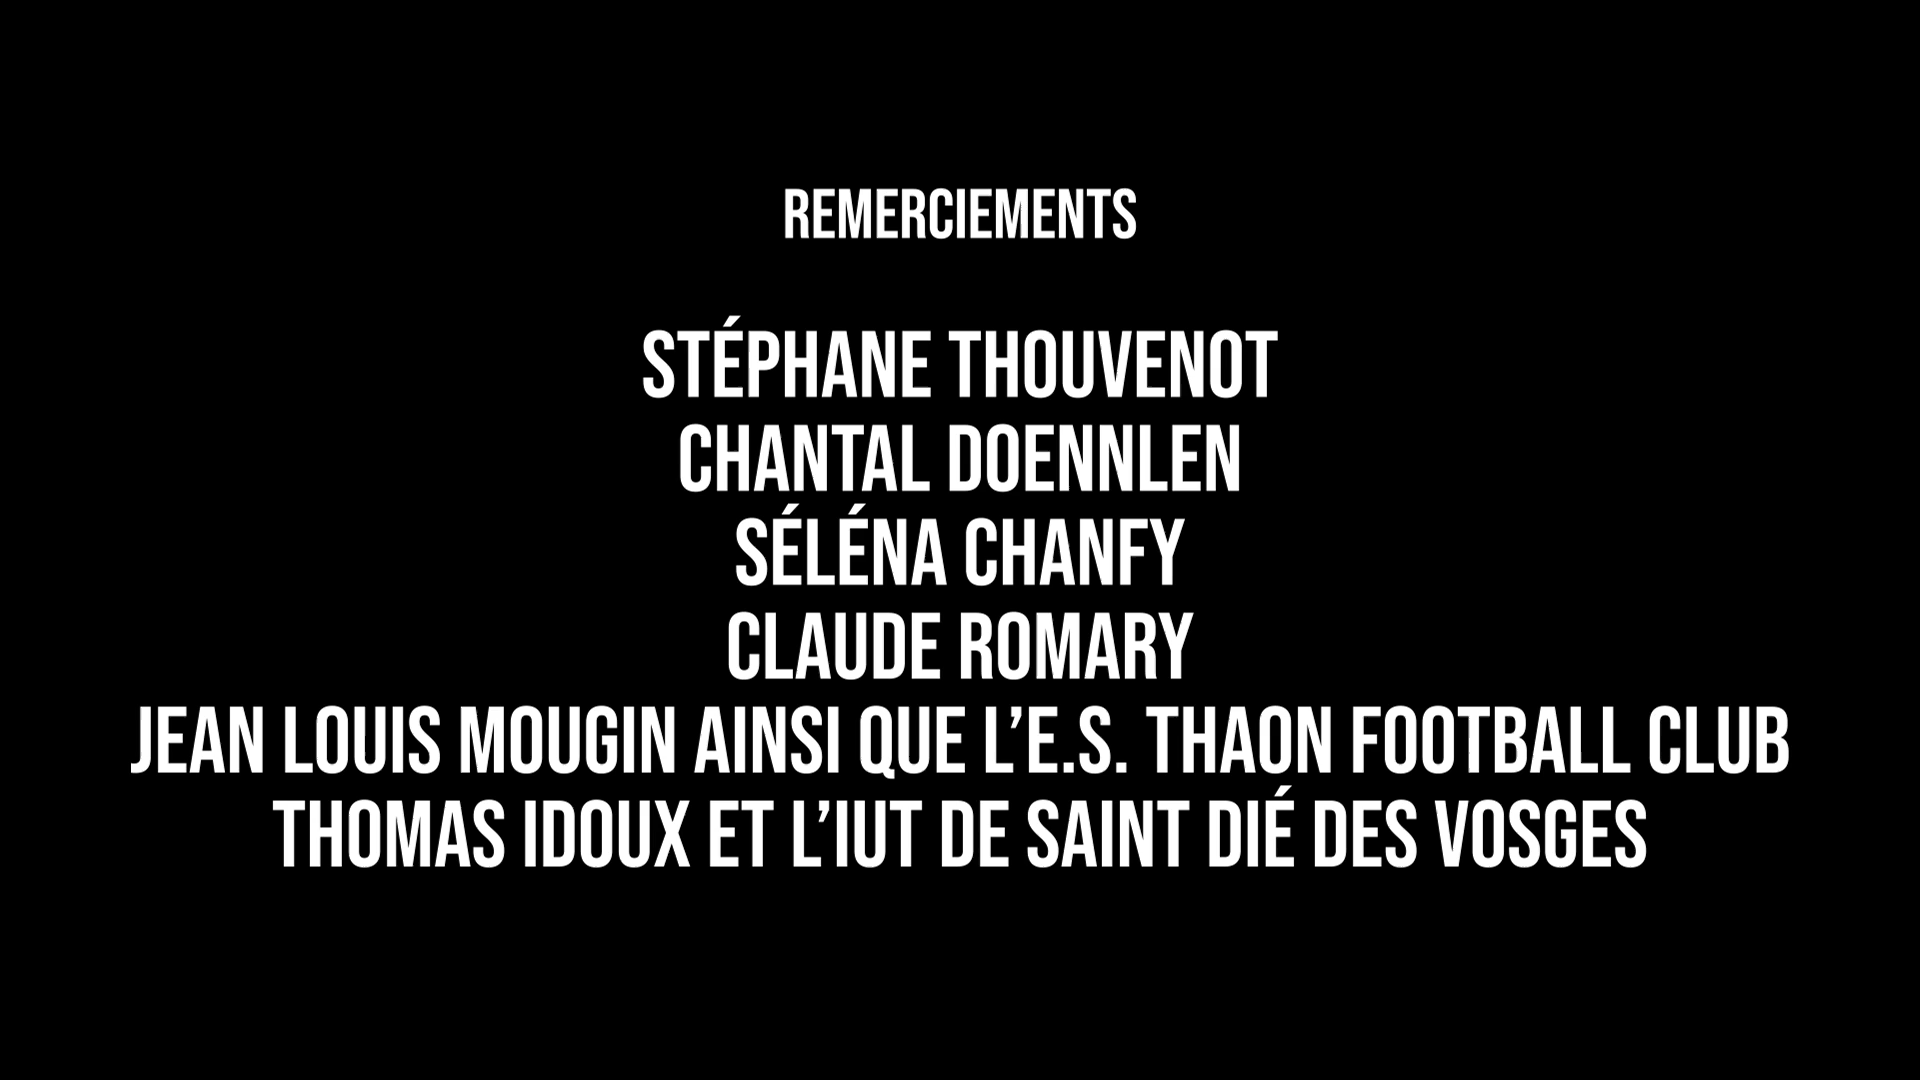 REMERCIEMENTS
STÉPHANE THOUVENOT
CHANTAL DOENNLEN
SÉLÉNA CHANFY
CLAUDE ROMARY
JEAN LOUIS MOUGIN AINSI QUE L’E.S. THAON FOOTBALL CLUB
THOMAS IDOUX ET L’IUT DE SAINT DIÉ DES VOSGES